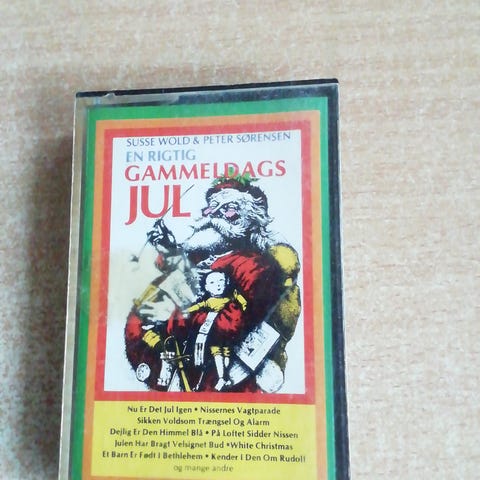 SUSSE WOLD & PETER SØRENSEN
EN RIGTIG
GAMMELDAGS
JUL
Nu Er Det Jul Igen • Nissernes Vagtparade
Sikken Voldsom Trængsel Og Alarm
Dejlig Er Den Himmel Blå • På Loftet Sidder Nissen
Julen Har Bragt Velsignet Bud •White Christmas
Et Barn Er Født I Bethlehem • Kender I Den Om Rudolf
og mange andre